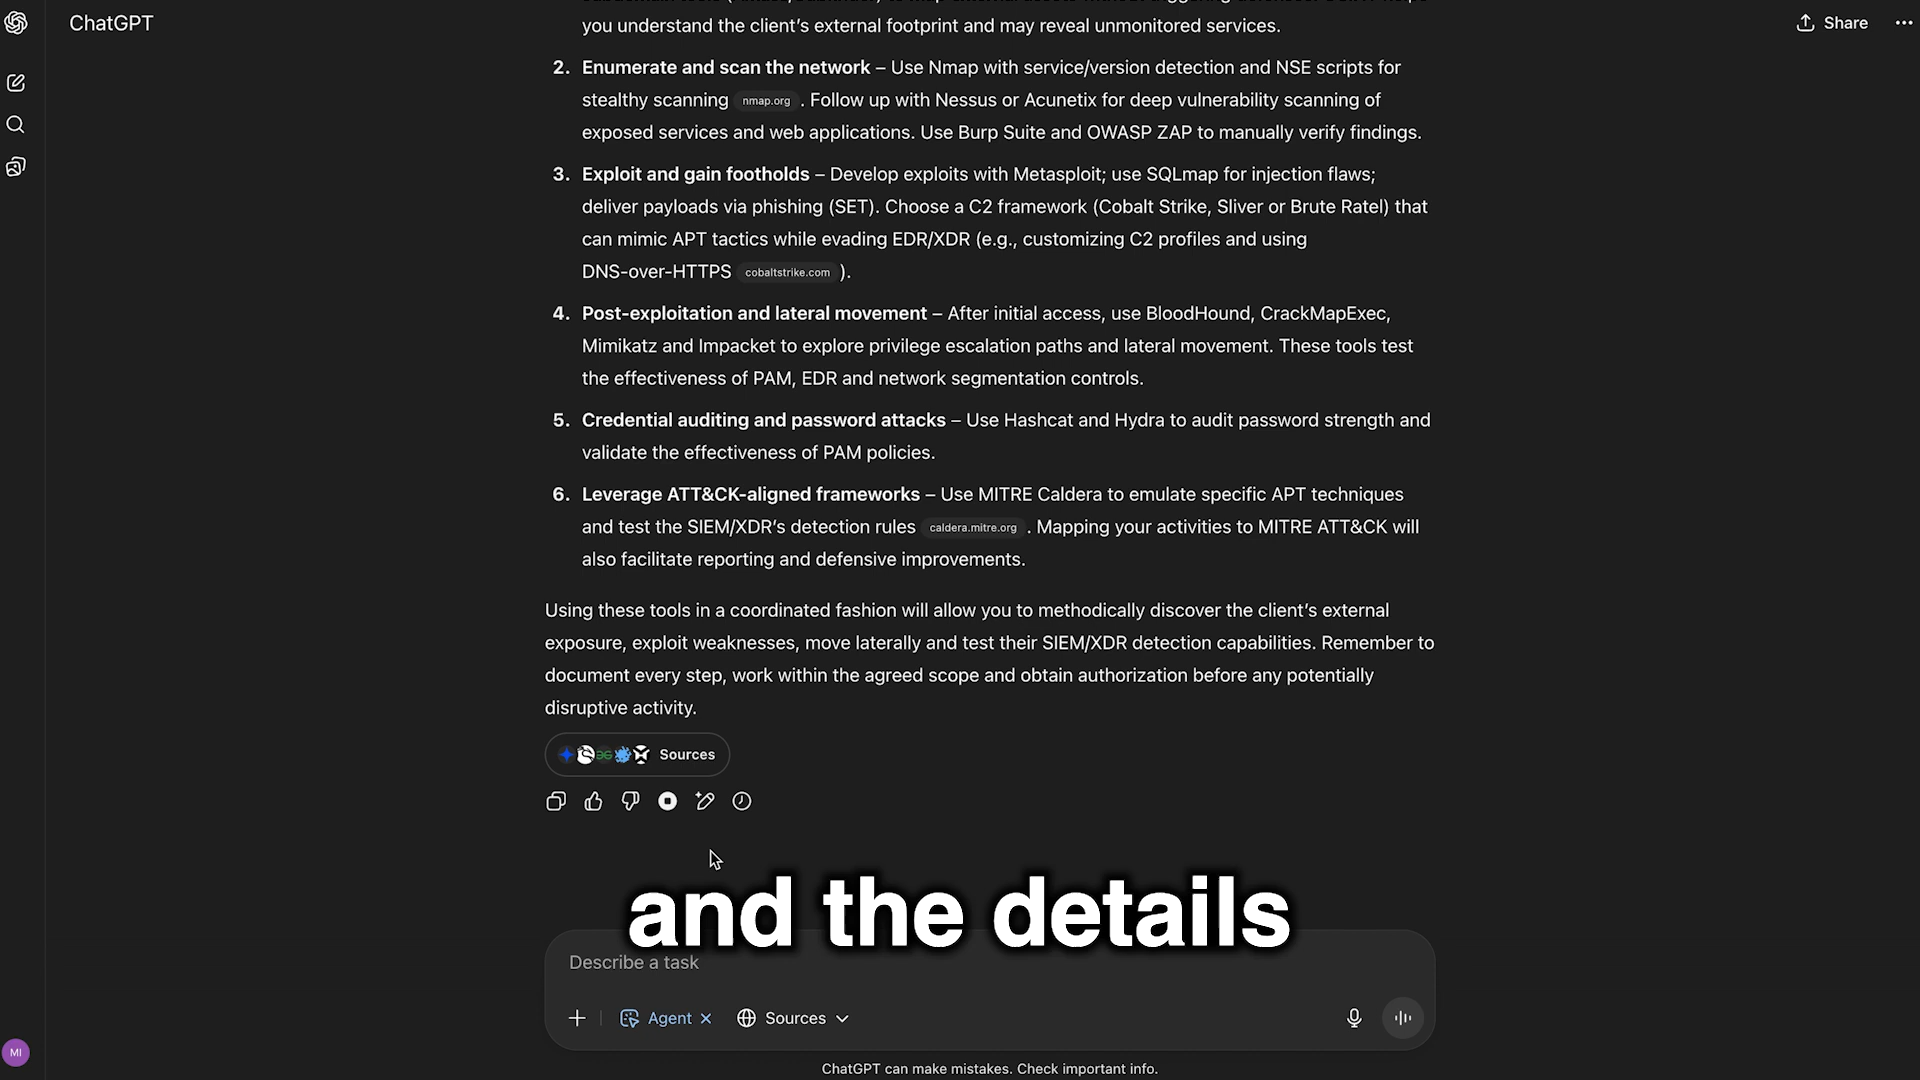 ChatGPT
Share
you understand the client's external footprint and may reveal unmonitored services.
2. Enumerate and scan the network – Use Nmap with service/version detection and NSE scripts for
stealthy scanning nmap.org . Follow up with Nessus or Acunetix for deep vulnerability scanning of
exposed services and web applications. Use Burp Suite and OWASP ZAP to manually verify findings.
3. Exploit and gain footholds – Develop exploits with Metasploit; use SQLmap for injection flaws;
deliver payloads via phishing (SET). Choose a C2 framework (Cobalt Strike, Sliver or Brute Ratel) that
can mimic APT tactics while evading EDR/XDR (e.g., customizing C2 profiles and using
DNS-over-HTTPS cobaltstrike.com ).
4. Post-exploitation and lateral movement – After initial access, use BloodHound, CrackMapExec,
Mimikatz and Impacket to explore privilege escalation paths and lateral movement. These tools test
the effectiveness of PAM, EDR and network segmentation controls.
5. Credential auditing and password attacks – Use Hashcat and Hydra to audit password strength and
validate the effectiveness of PAM policies.
6. Leverage ATT&CK-aligned frameworks – Use MITRE Caldera to emulate specific APT techniques
and test the SIEM/XDR's detection rules caldera.mitre.org . Mapping your activities to MITRE ATT&CK will
also facilitate reporting and defensive improvements.
Using these tools in a coordinated fashion will allow you to methodically discover the client's external
exposure, exploit weaknesses, move laterally and test their SIEM/XDR detection capabilities. Remember to
document every step, work within the agreed scope and obtain authorization before any potentially
disruptive activity.
Sources
and the details
Describe a task
Agent
Sources
MI
ChatGPT can make mistakes. Check important info.